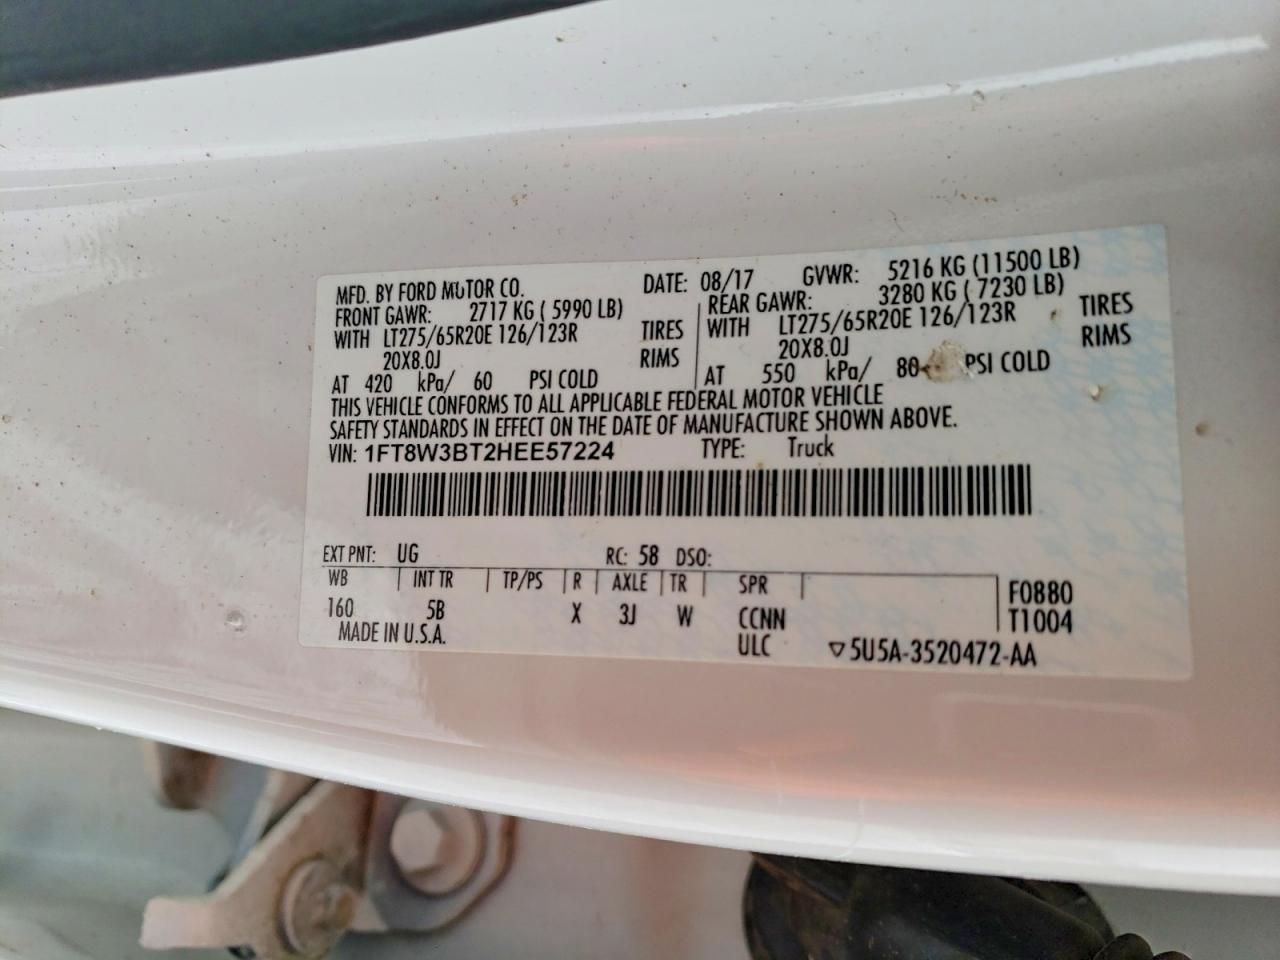 MFD. BY FORD MOTOR CO. DATE: 08/17 GVWR: 5216 KG (11500 LB)
FRONT GAWR: 2717 KG ( 5990 LB) REAR GAWR: 3280 KG ( 7230 LB)
WITH LT275/65R20E 126/123R TIRES WITH LT275/65R20E 126/123R TIRES
20X8.0J RIMS 20X8.0J RIMS
AT 420 kPa/ 60 PSI COLD AT 550 kPa/ 80 PSI COLD
THIS VEHICLE CONFORMS TO ALL APPLICABLE FEDERAL MOTOR VEHICLE
SAFETY STANDARDS IN EFFECT ON THE DATE OF MANUFACTURE SHOWN ABOVE.
VIN: 1FT8W3BT2HEE57224 TYPE: Truck
EXT PNT: UG RC: 58 DSO:
WB INT TR TP/PS R AXLE TR SPR F0880
160 5B X 3J W CCNN T1004
MADE IN U.S.A. ULC ▽5U5A-3520472-AA